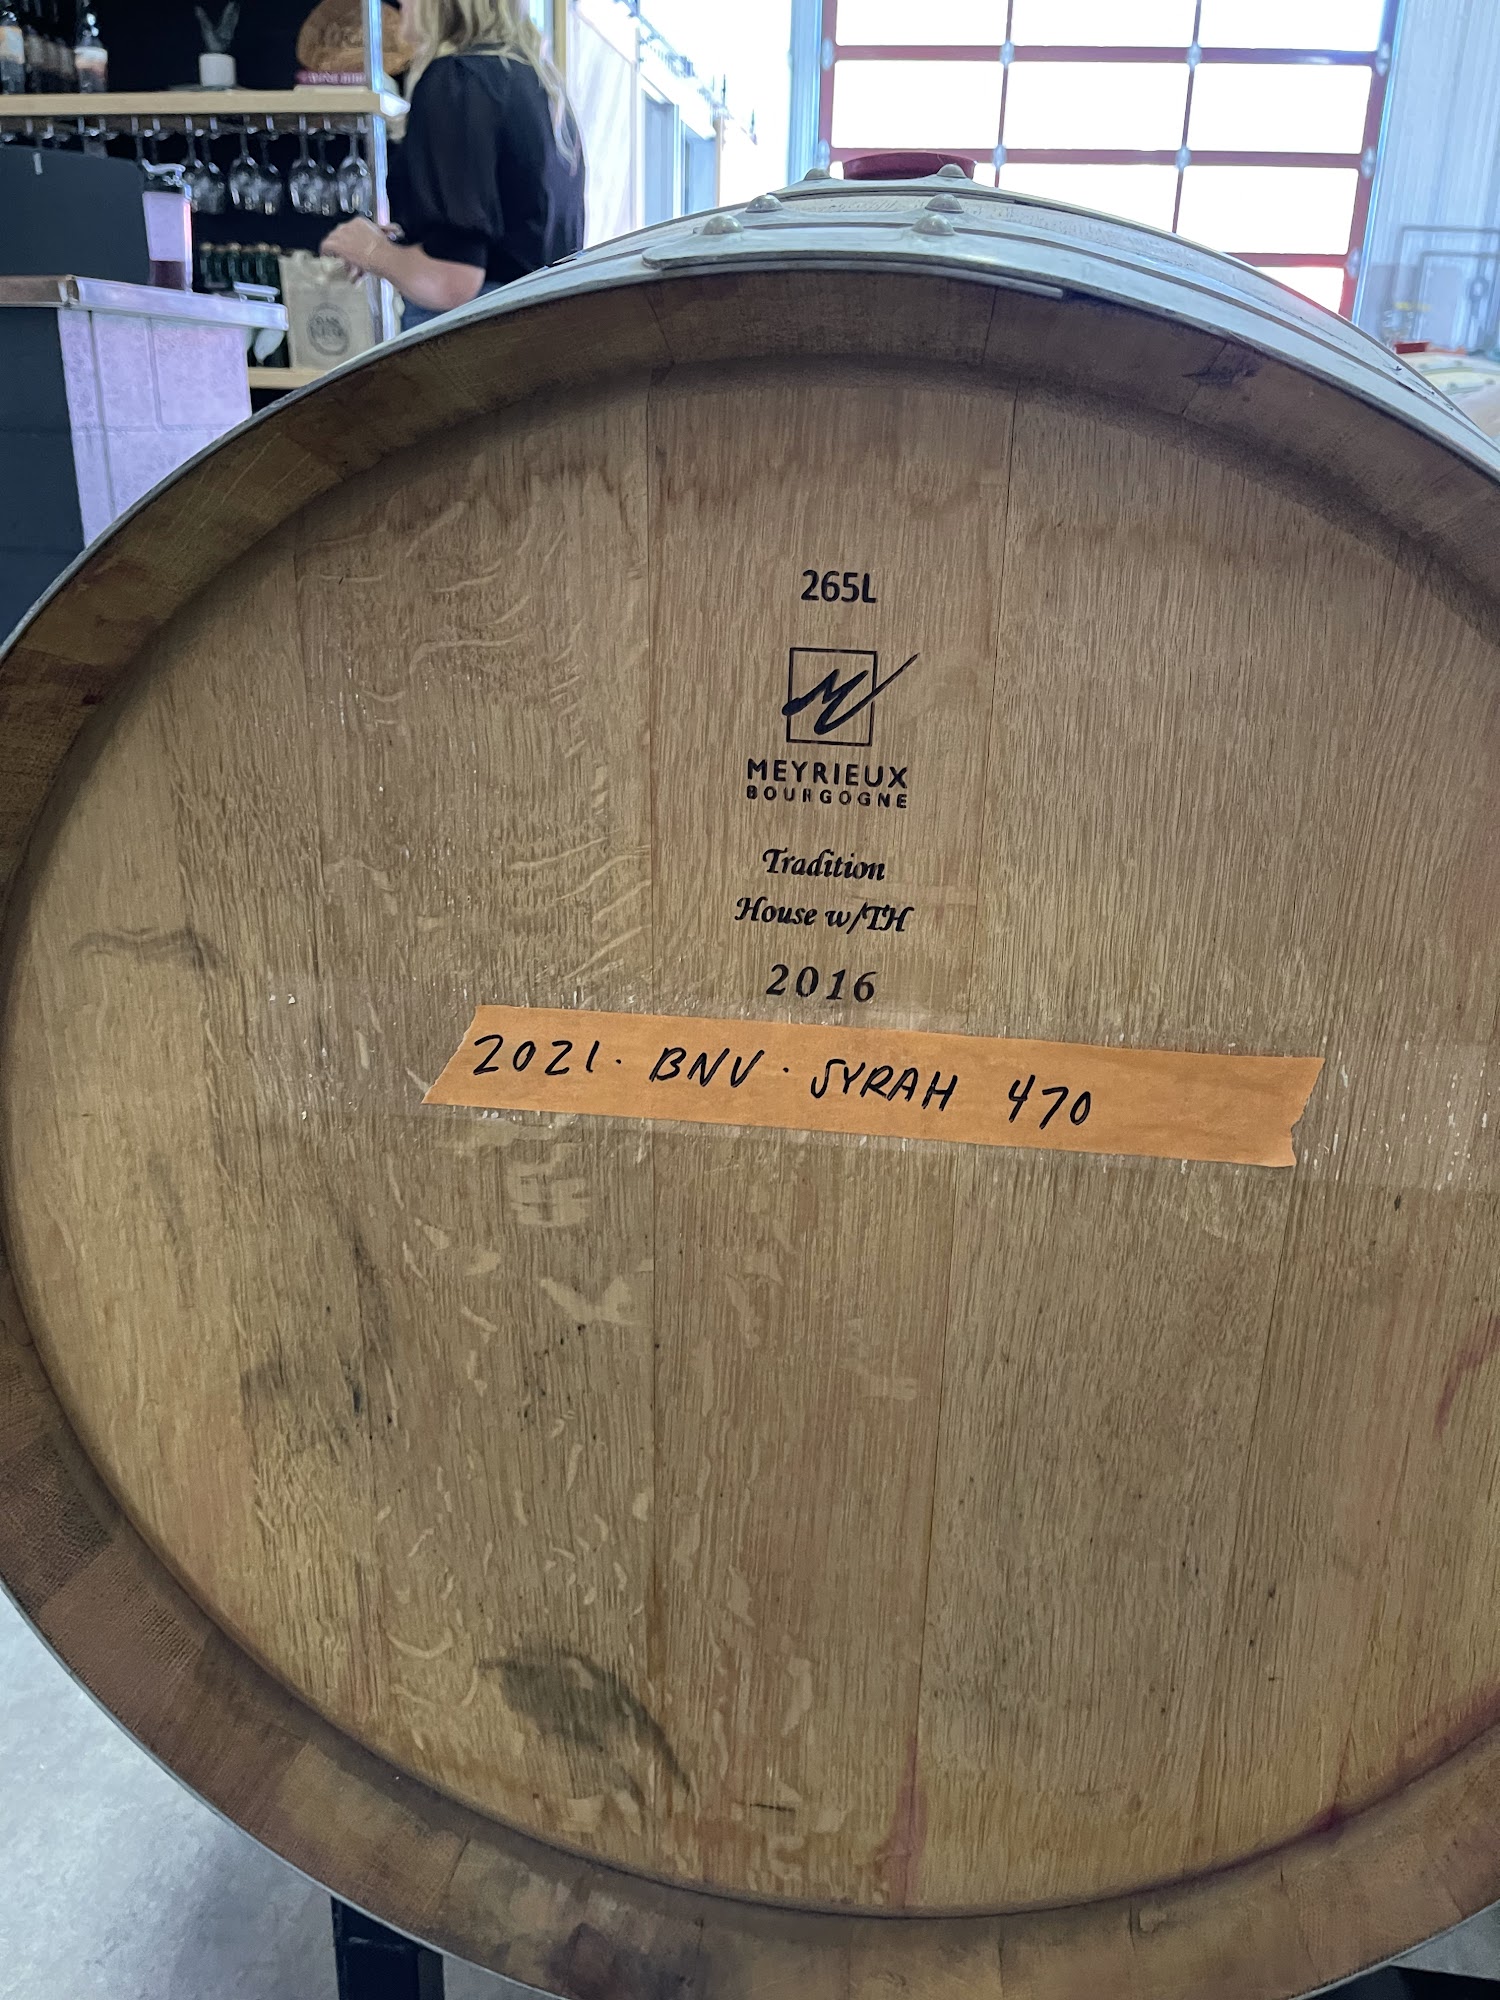 265L
MEYRIEUX
BOURGOGNE
Tradition
House w/TH
2016
2021 · BNV · SYRAH 470